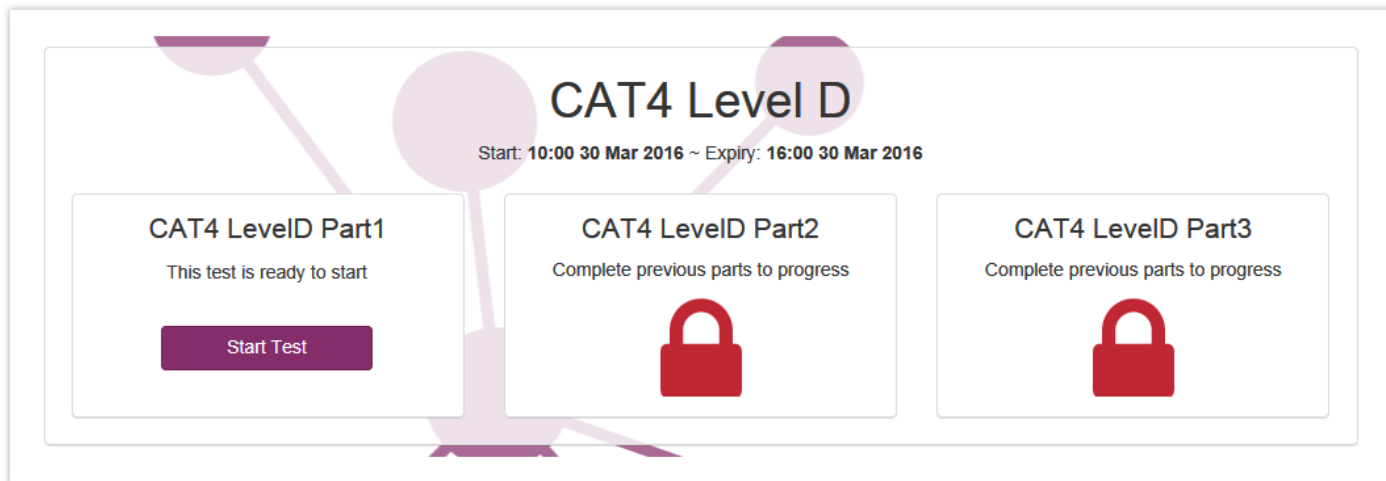 CAT4 Level D
Start: 10:00 30 Mar 2016 ~ Expiry: 16:00 30 Mar 2016
CAT4 LevelD Part1
This test is ready to start
Start Test
CAT4 LevelD Part2
Complete previous parts to progress
CAT4 LevelD Part3
Complete previous parts to progress